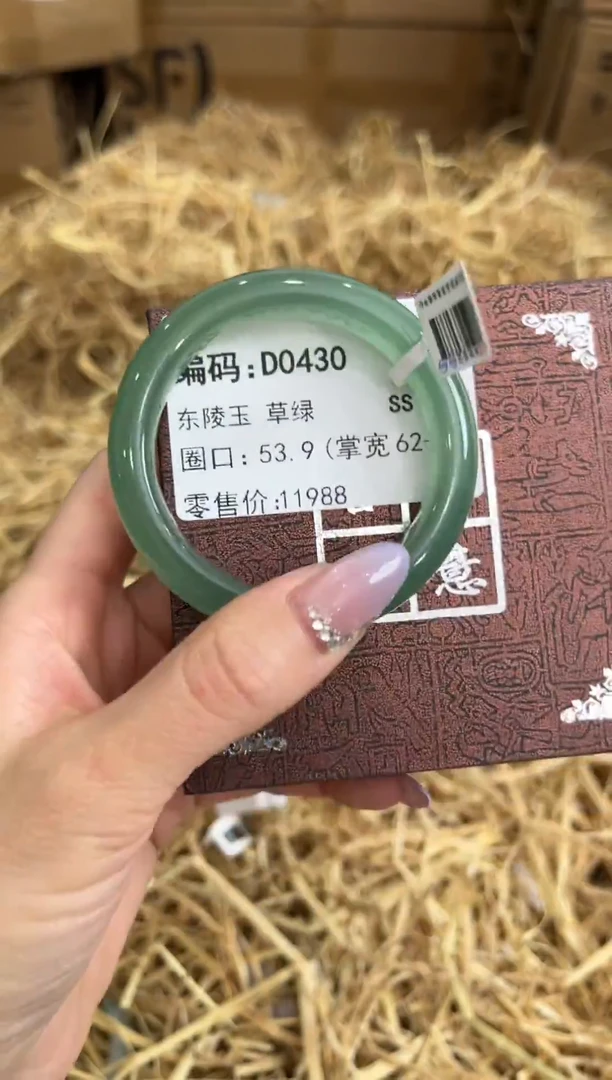 编码:D0430
东陵玉 草绿 SS
圈口: 53.9 (掌宽 62-
零售价:11988
意